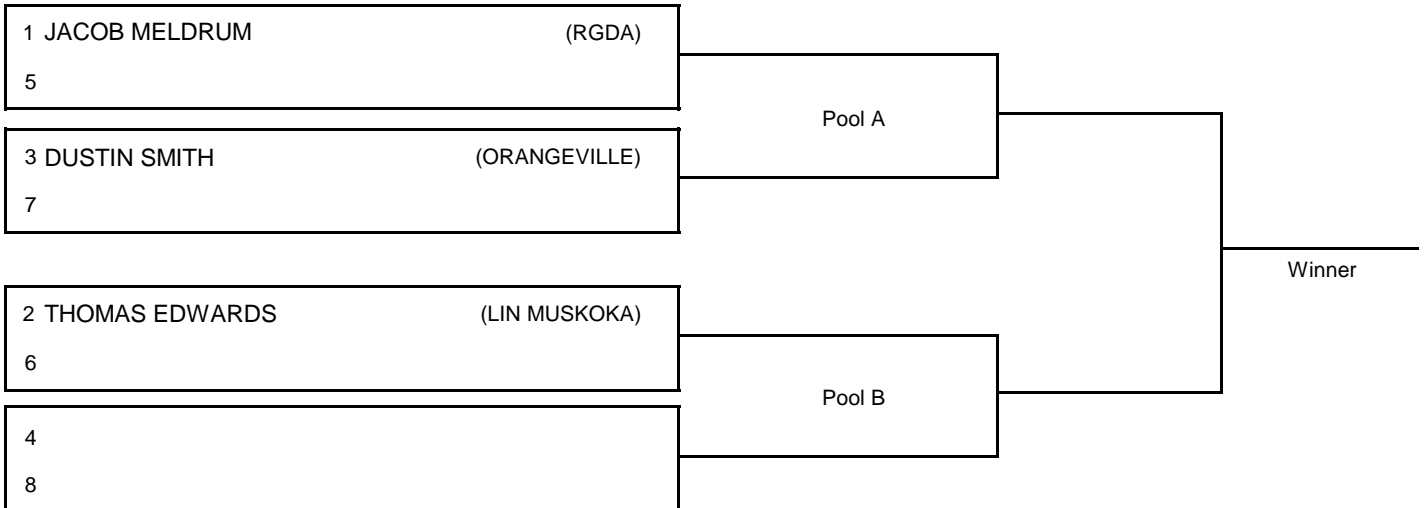 1 JACOB MELDRUM (RGDA)
5
Pool A
3 DUSTIN SMITH (ORANGEVILLE)
7
Winner
2 THOMAS EDWARDS (LIN MUSKOKA)
6
Pool B
4
8